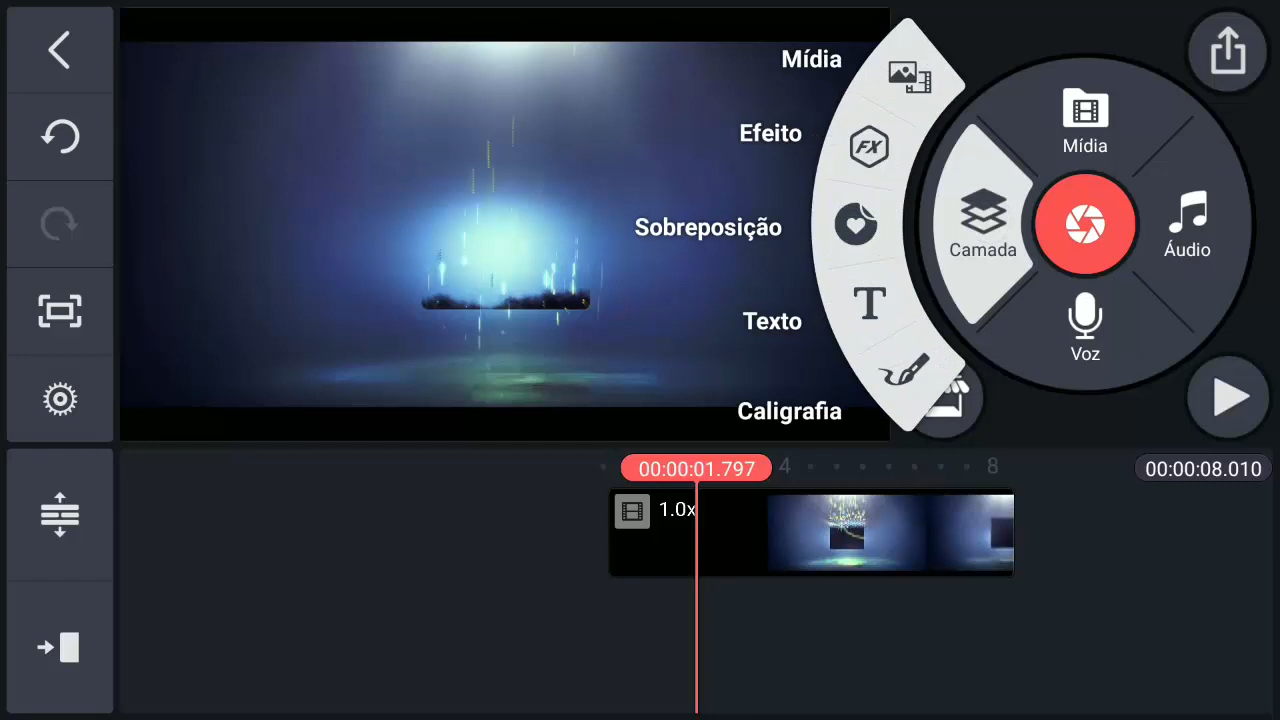 Mídia
Efeito
FX
Sobreposição
Texto
T
Caligrafia
Mídia
Camada
Áudio
Voz
00:00:01.797
4
8
00:00:08.010
1.0x